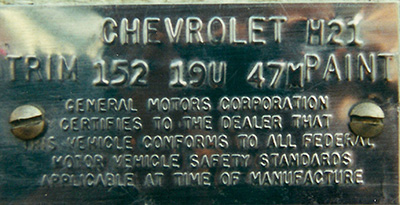 CHEVROLET H21
TRIM 152 19U 47M PAINT
GENERAL MOTORS CORPORATION
CERTIFIES TO THE DEALER THAT
THIS VEHICLE CONFORMS TO ALL FEDERAL
MOTOR VEHICLE SAFETY STANDARDS
APPLICABLE AT TIME OF MANUFACTURE